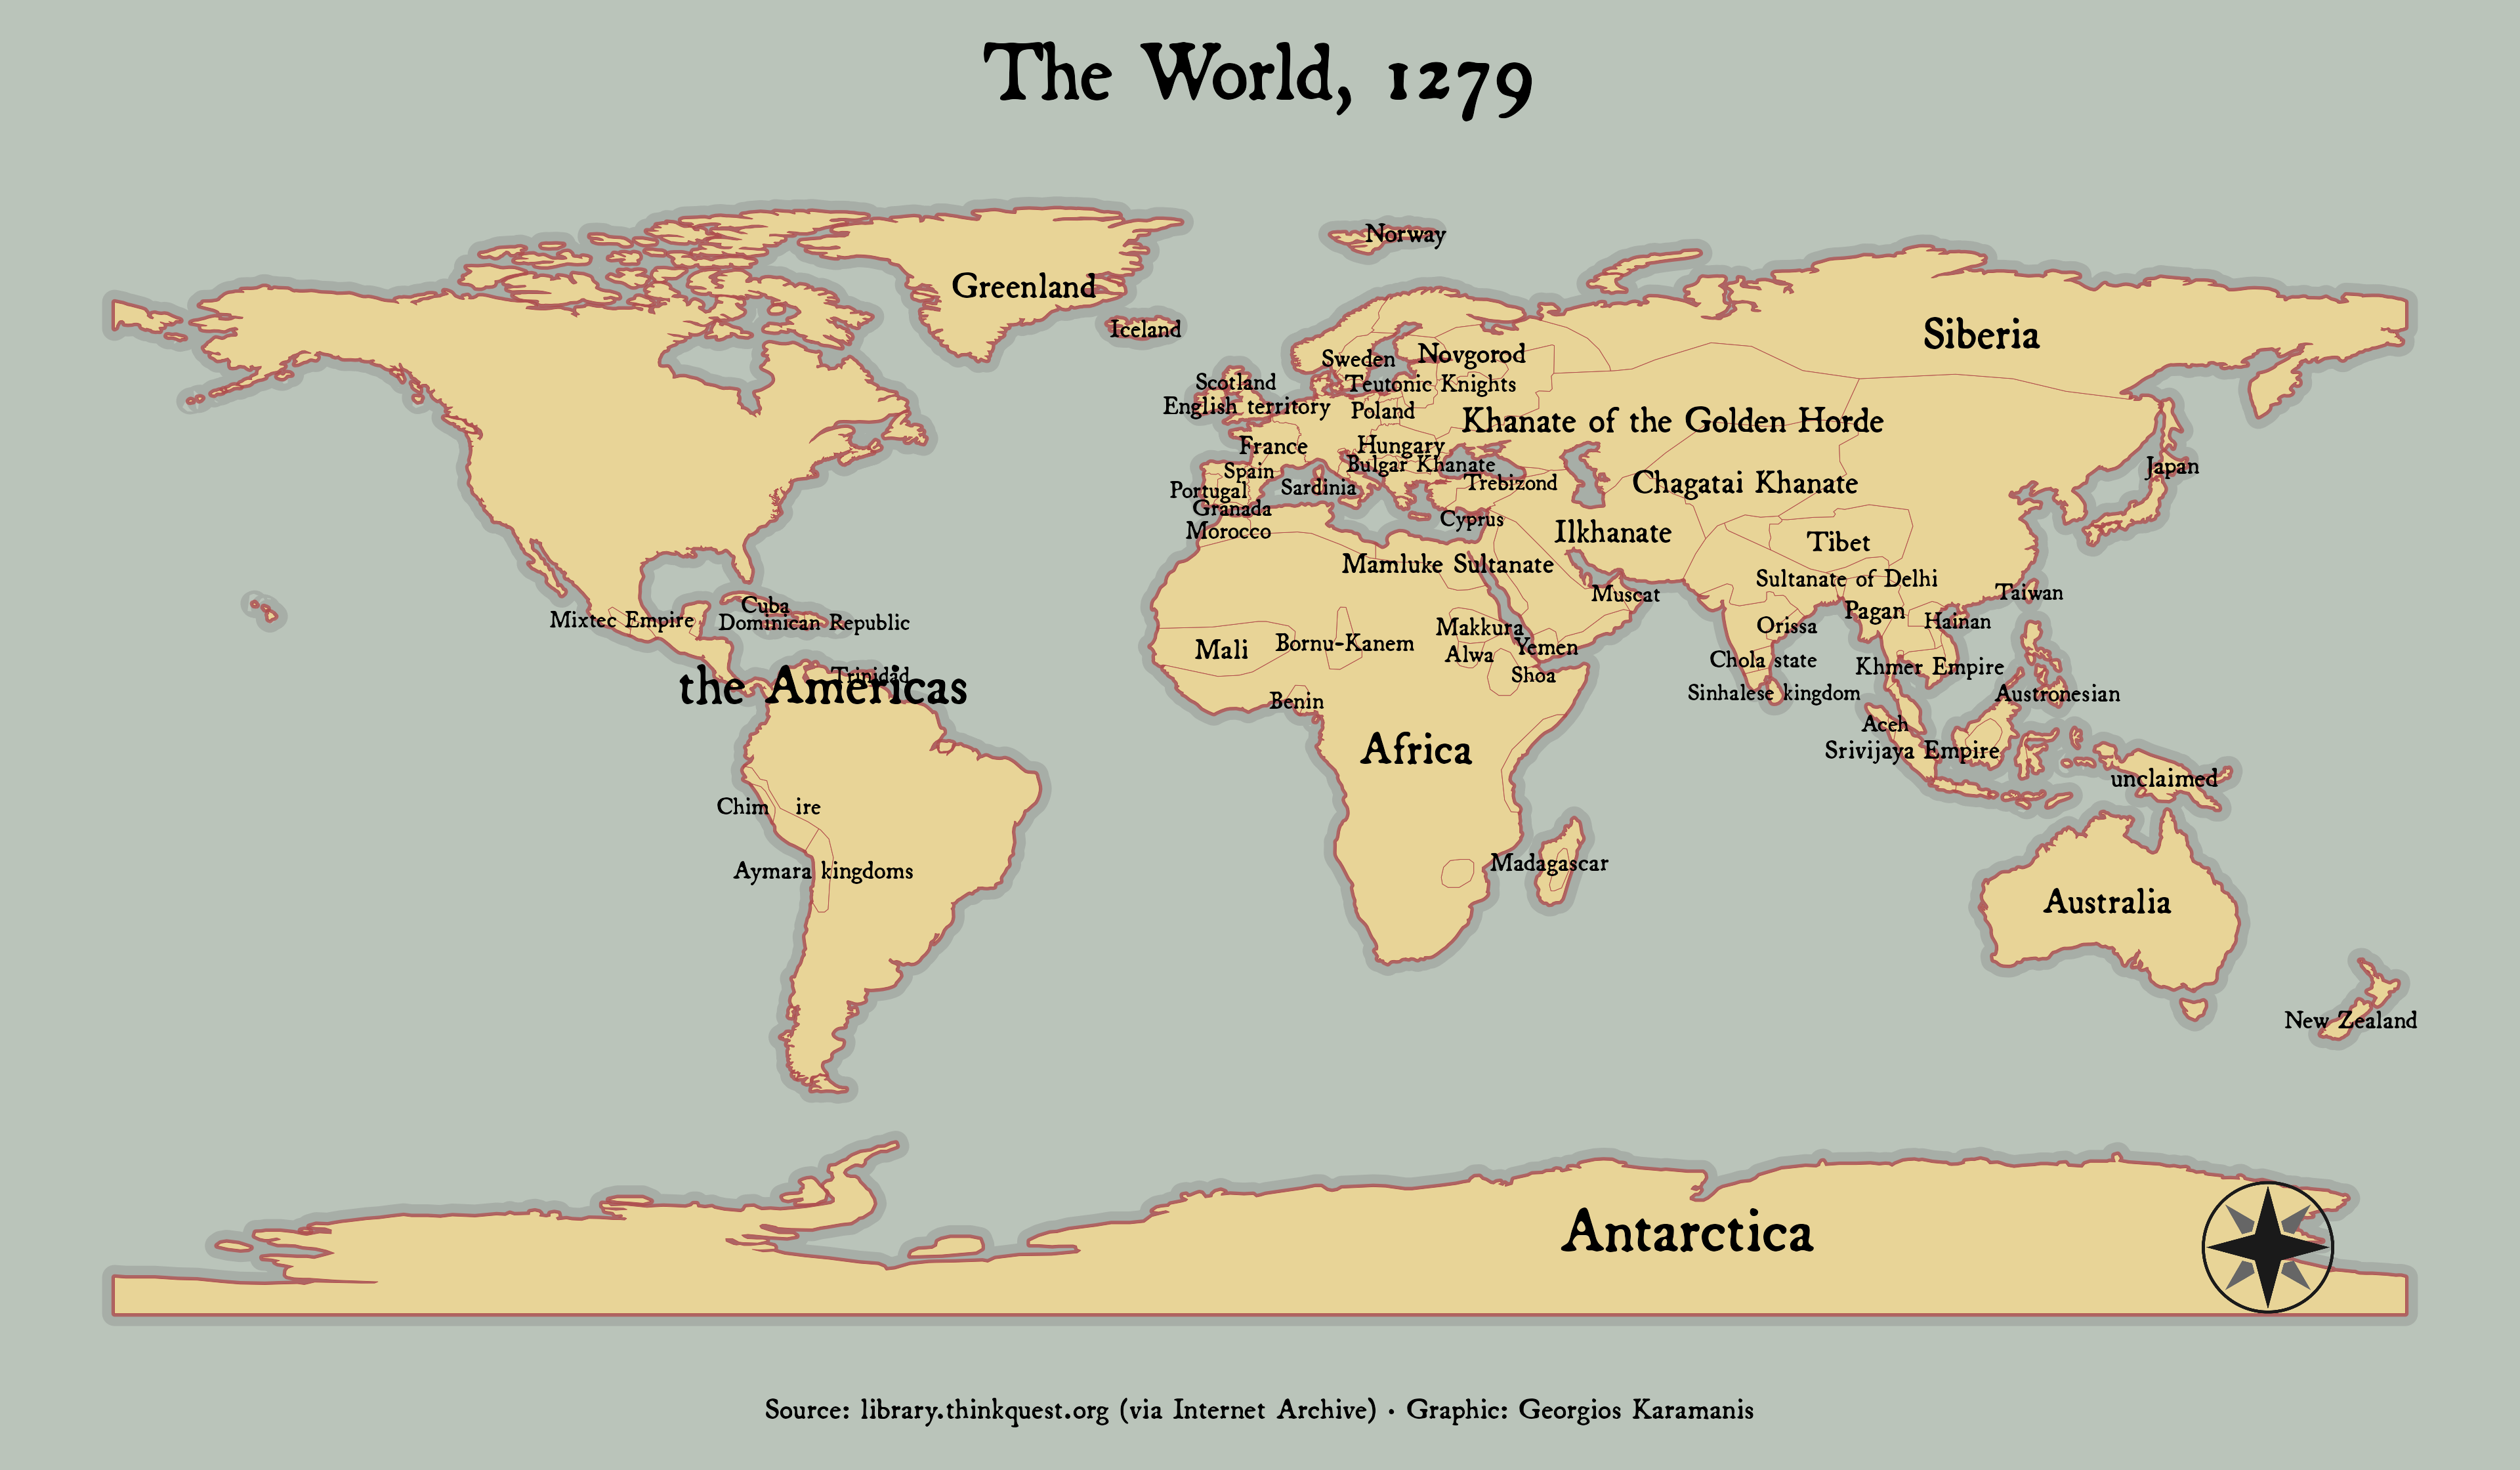 The World, 1279
Norway
Greenland
Iceland
Siberia
Sweden
Novgorod
Scotland
Teutonic Knights
English territory
Poland
Khanate of the Golden Horde
France
Hungary
Bulgar Khanate
Japan
Spain
Trebizond
Chagatai Khanate
Portugal
Sardinia
Granada
Cyprus
Morocco
Ilkhanate
Tibet
Mamluke Sultanate
Sultanate of Delhi
Muscat
Taiwan
Cuba
Pagan
Mixtec Empire
Dominican Republic
Makkura
Orissa
Hainan
Mali
Bornu-Kanem
Alwa
Yemen
Chola state
Khmer Empire
Trinidad
Shoa
the Americas
Sinhalese kingdom
Austronesian
Benin
Aceh
Africa
Srivijaya Empire
unclaimed
Chim ire
Madagascar
Aymara kingdoms
Australia
New Zealand
Antarctica
Source: library.thinkquest.org (via Internet Archive) · Graphic: Georgios Karamanis